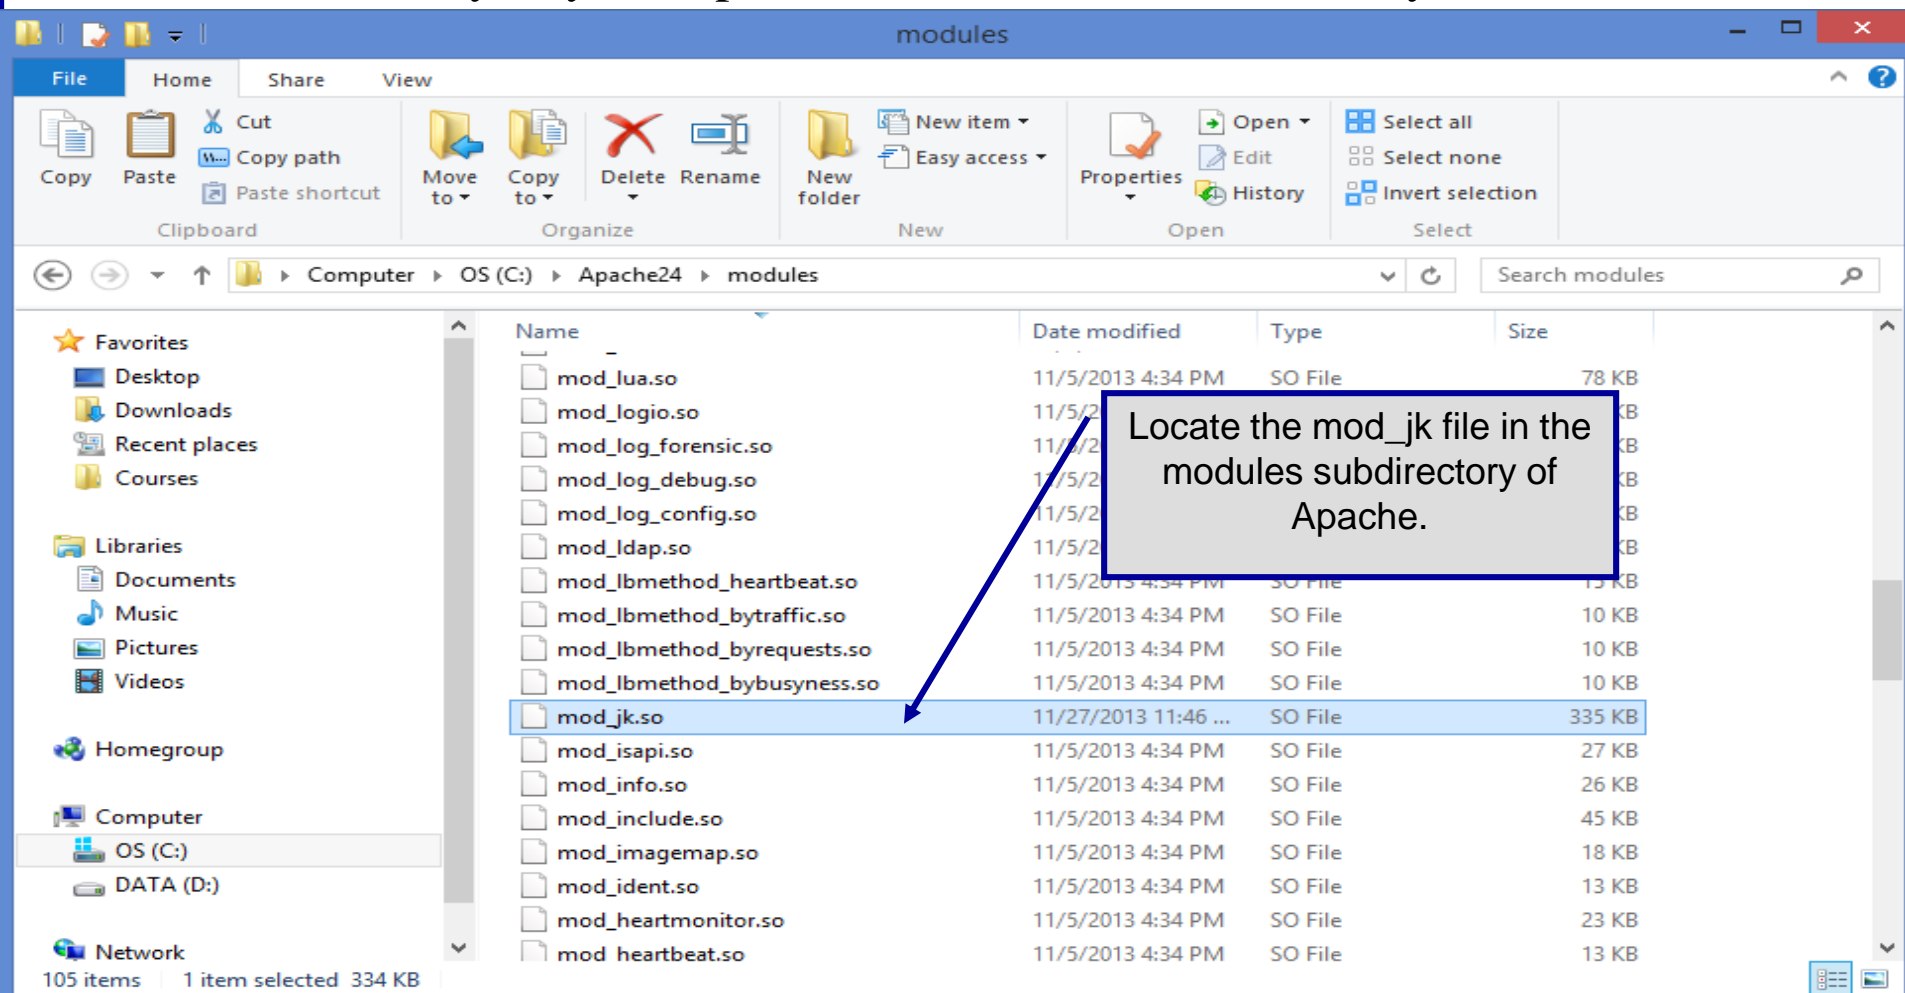 modules
File Home Share View
Copy
Paste
Cut
Copy path
Paste shortcut
Clipboard
Move to
Copy to
Delete
Rename
Organize
New folder
New item
Easy access
New
Properties
Open
Edit
History
Open
Select all
Select none
Invert selection
Select
Computer OS (C:) Apache24 modules
Search modules
Favorites
Desktop
Downloads
Recent places
Courses
Libraries
Documents
Music
Pictures
Videos
Homegroup
Computer
OS (C:)
DATA (D:)
Network
Name Date modified Type Size
mod_lua.so 11/5/2013 4:34 PM SO File 78 KB
mod_logio.so
mod_log_forensic.so
mod_log_debug.so
mod_log_config.so
mod_ldap.so
mod_lbmethod_heartbeat.so 11/5/2013 4:34 PM SO File 15 KB
mod_lbmethod_bytraffic.so 11/5/2013 4:34 PM SO File 10 KB
mod_lbmethod_byrequests.so 11/5/2013 4:34 PM SO File 10 KB
mod_lbmethod_bybusyness.so 11/5/2013 4:34 PM SO File 10 KB
mod_jk.so 11/27/2013 11:46 ... SO File 335 KB
mod_isapi.so 11/5/2013 4:34 PM SO File 27 KB
mod_info.so 11/5/2013 4:34 PM SO File 26 KB
mod_include.so 11/5/2013 4:34 PM SO File 45 KB
mod_imagemap.so 11/5/2013 4:34 PM SO File 18 KB
mod_ident.so 11/5/2013 4:34 PM SO File 13 KB
mod_heartmonitor.so 11/5/2013 4:34 PM SO File 23 KB
mod_heartbeat.so 11/5/2013 4:34 PM SO File 13 KB
Locate the mod_jk file in the
modules subdirectory of
Apache.
105 items 1 item selected 334 KB